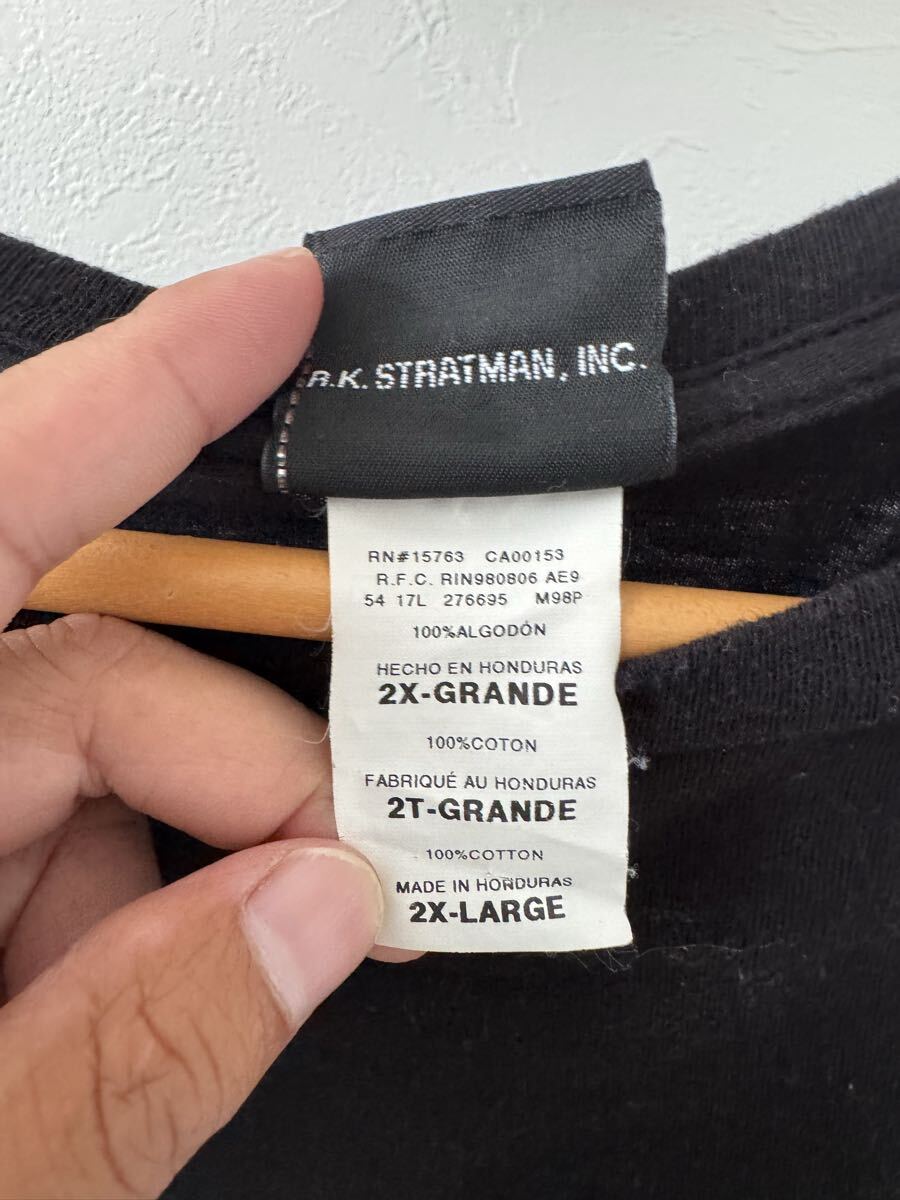 R.K. STRATMAN, INC.
RN#15763 CA00153
R.F.C. RIN980806 AE9
54 17L 276695 M98P
100%ALGODÓN
HECHO EN HONDURAS
2X-GRANDE
100%COTON
FABRIQUÉ AU HONDURAS
2T-GRANDE
100%COTTON
MADE IN HONDURAS
2X-LARGE